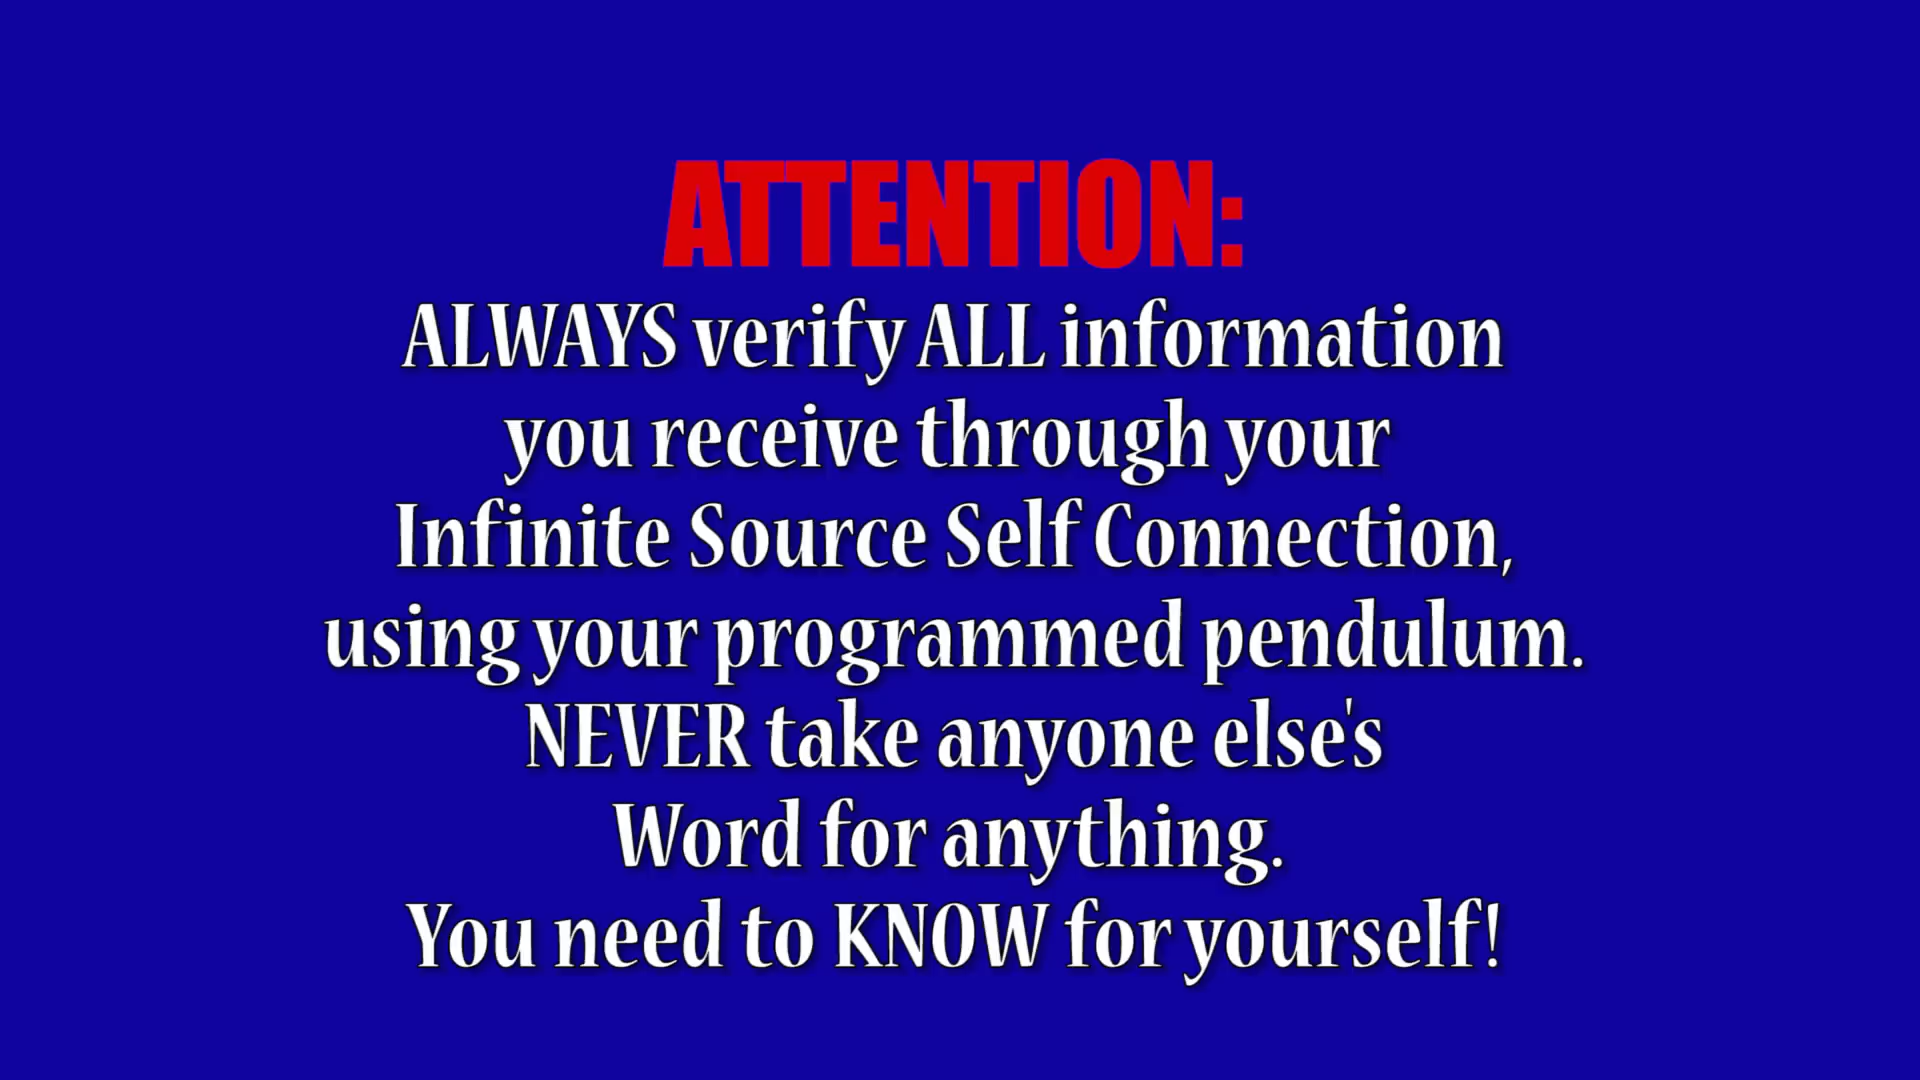 ATTENTION:
ALWAYS verify ALL information
you receive through your
Infinite Source Self Connection,
using your programmed pendulum.
NEVER take anyone else's
Word for anything.
You need to KNOW for yourself!